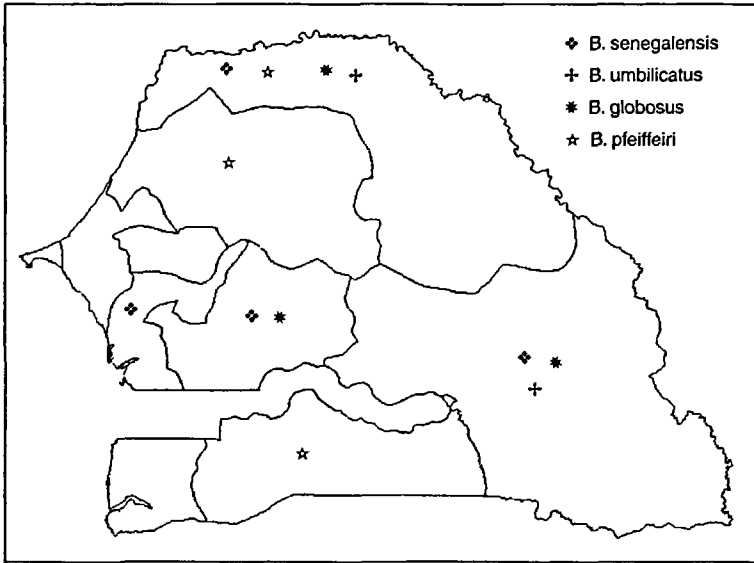 B. senegalensis
B. umbilicatus
B. globosus
B. pfeiffeiri